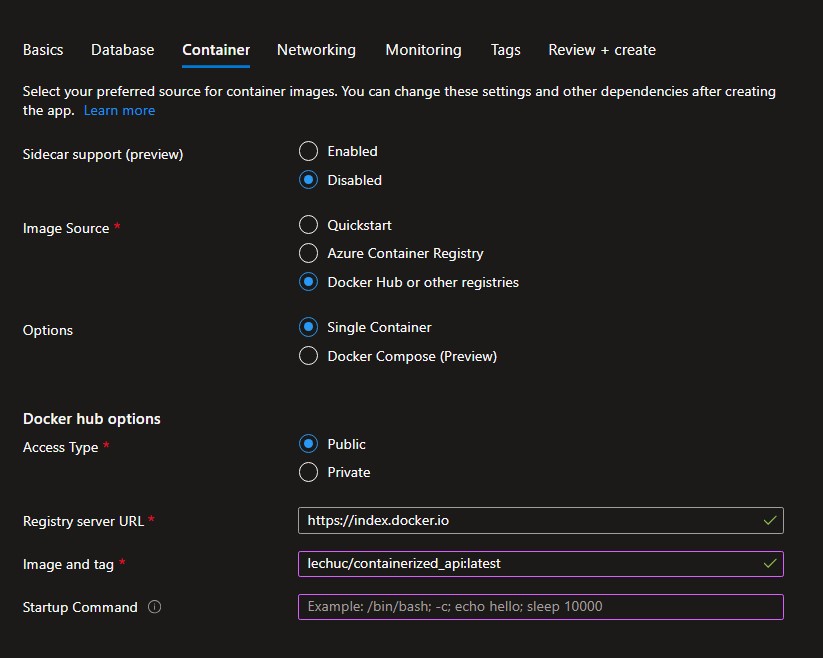 Basics Database Container Networking Monitoring Tags Review + create
Select your preferred source for container images. You can change these settings and other dependencies after creating
the app. Learn more
Sidecar support (preview)
Enabled
Disabled
Image Source *
Quickstart
Azure Container Registry
Docker Hub or other registries
Options
Single Container
Docker Compose (Preview)
Docker hub options
Access Type *
Public
Private
Registry server URL * https://index.docker.io
Image and tag * lechuc/containerized_api:latest
Startup Command Example: /bin/bash; -c; echo hello; sleep 10000